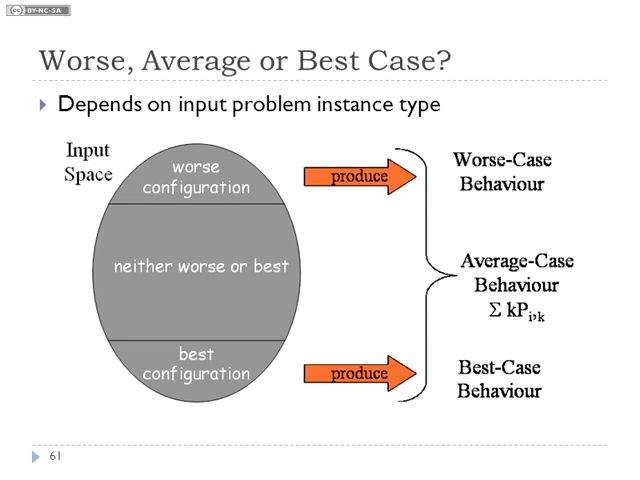 BY-NC-SA
Worse, Average or Best Case?
Depends on input problem instance type
Input
Space
worse
configuration
neither worse or best
best
configuration
produce
produce
Worse-Case
Behaviour
Average-Case
Behaviour
Σ kPi,k
Best-Case
Behaviour
61